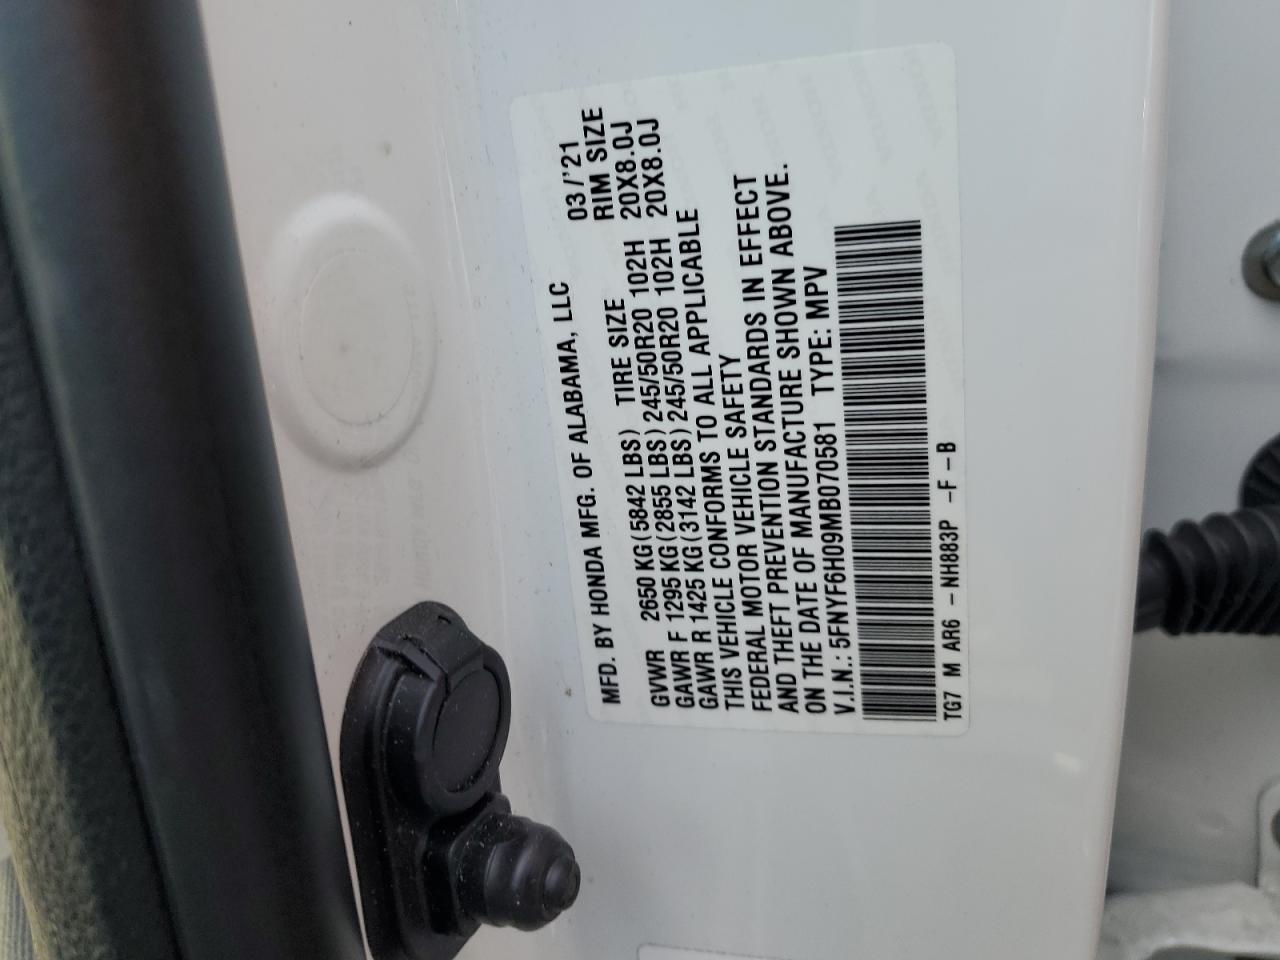 MFD. BY HONDA MFG. OF ALABAMA, LLC 03/'21
TIRE SIZE RIM SIZE
GVWR 2650 KG(5842 LBS)
GAWR F 1295 KG(2855 LBS) 245/50R20 102H 20X8.0J
GAWR R 1425 KG(3142 LBS) 245/50R20 102H 20X8.0J
THIS VEHICLE CONFORMS TO ALL APPLICABLE
FEDERAL MOTOR VEHICLE SAFETY
AND THEFT PREVENTION STANDARDS IN EFFECT
ON THE DATE OF MANUFACTURE SHOWN ABOVE.
V.I.N.: 5FNYF6H09MB070581 TYPE: MPV
TG7 M AR6 -NH883P -F-B